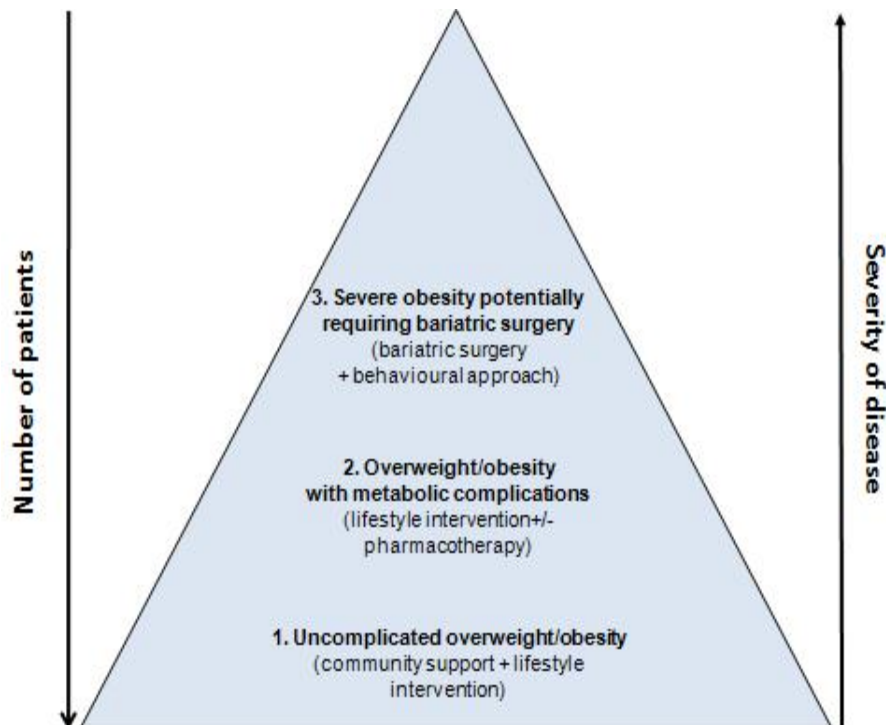 Number of patients
3. Severe obesity potentially
requiring bariatric surgery
(bariatric surgery
+ behavioural approach)
2. Overweight/obesity
with metabolic complications
(lifestyle intervention+/-
pharmacotherapy)
1. Uncomplicated overweight/obesity
(community support + lifestyle
intervention)
Severity of disease